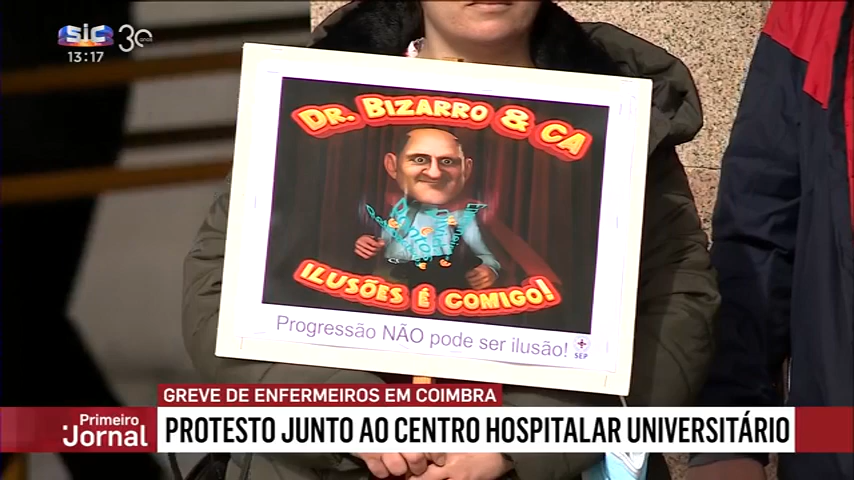 SIC 30 anos
13:17
DR. BIZARRO & CA
ILUSÕES É COMIGO!
Progressão NÃO pode ser ilusão!
SEP
GREVE DE ENFERMEIROS EM COIMBRA
Primeiro
Jornal
PROTESTO JUNTO AO CENTRO HOSPITALAR UNIVERSITÁRIO